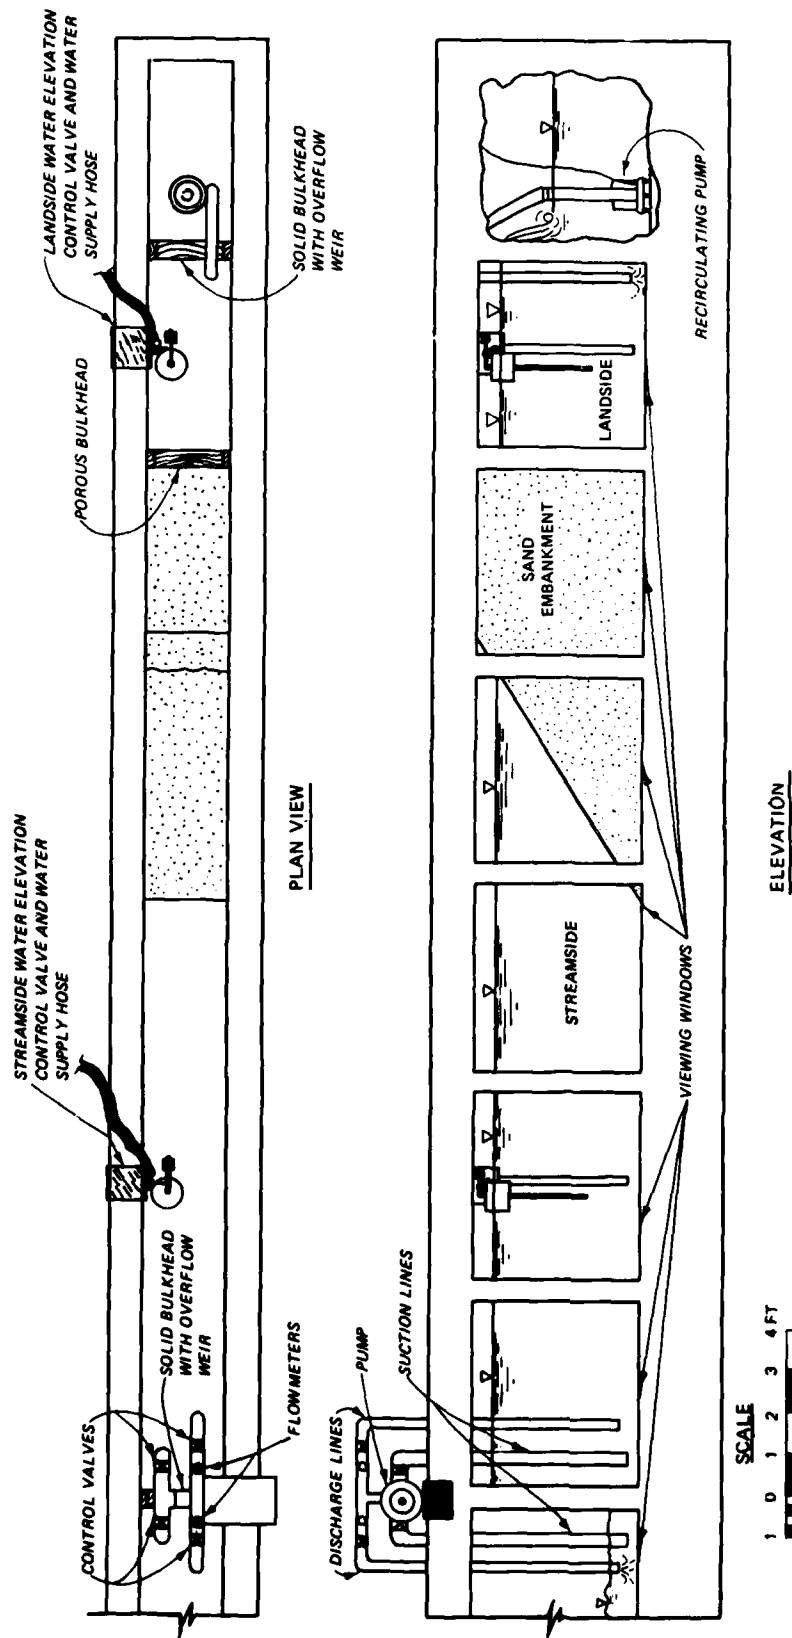 LANDSIDE WATER ELEVATION
CONTROL VALVE AND WATER
SUPPLY HOSE
SOLID BULKHEAD
WITH OVERFLOW
WEIR
POROUS BULKHEAD
STREAMSIDE WATER ELEVATION
CONTROL VALVE AND WATER
SUPPLY HOSE
SOLID BULKHEAD
WITH OVERFLOW
WEIR
CONTROL VALVES
FLOWMETERS
PLAN VIEW
DISCHARGE LINES
PUMP
SUCTION LINES
STREAMSIDE
SAND
EMBANKMENT
LANDSIDE
RECIRCULATING PUMP
VIEWING WINDOWS
ELEVATION
SCALE
1 0 1 2 3 4 FT